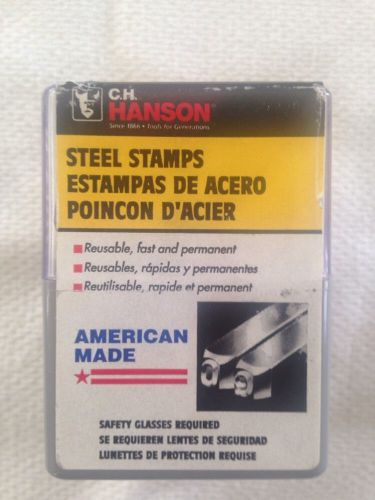 C.H.
HANSON®
Since 1866 • Tools for Generations
STEEL STAMPS
ESTAMPAS DE ACERO
POINCON D'ACIER
Reusable, fast and permanent
Reusables, rápidas y permanentes
Reutilisable, rapide et permanent
AMERICAN
MADE
SAFETY GLASSES REQUIRED
SE REQUIEREN LENTES DE SEGURIDAD
LUNETTES DE PROTECTION REQUISE